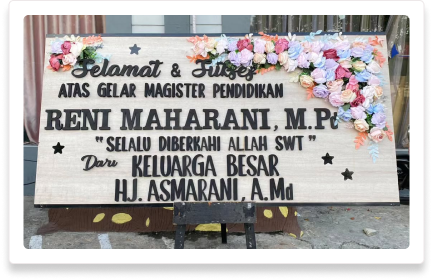 Selamat & Sukses
ATAS GELAR MAGISTER PENDIDIKAN
RENI MAHARANI, M.Pd
"SELALU DIBERKAHI ALLAH SWT"
Dari
KELUARGA BESAR
HJ. ASMARANI, A.Md